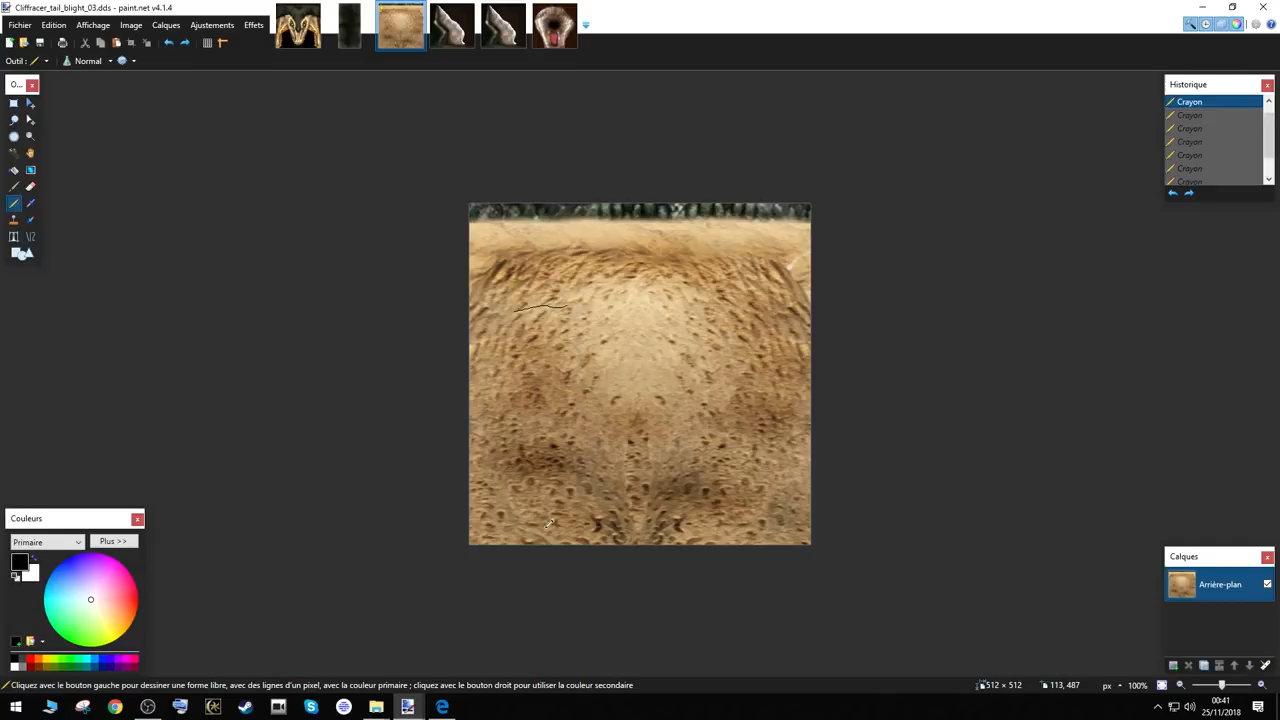 Cliffracer_tail_blight_03.dds - paint.net v4.1.4
Fichier Edition Affichage Image Calques Ajustements Effets
Outil :
Normal
O...
Historique
Crayon
Crayon
Crayon
Crayon
Crayon
Crayon
Crayon
Couleurs
Primaire
Plus >>
Calques
Arrière-plan
Cliquez avec le bouton gauche pour dessiner une forme libre, avec des lignes d'un pixel, avec la couleur primaire ; cliquez avec le bouton droit pour utiliser la couleur secondaire
512 × 512
113, 487
px
100%
00:41
25/11/2018